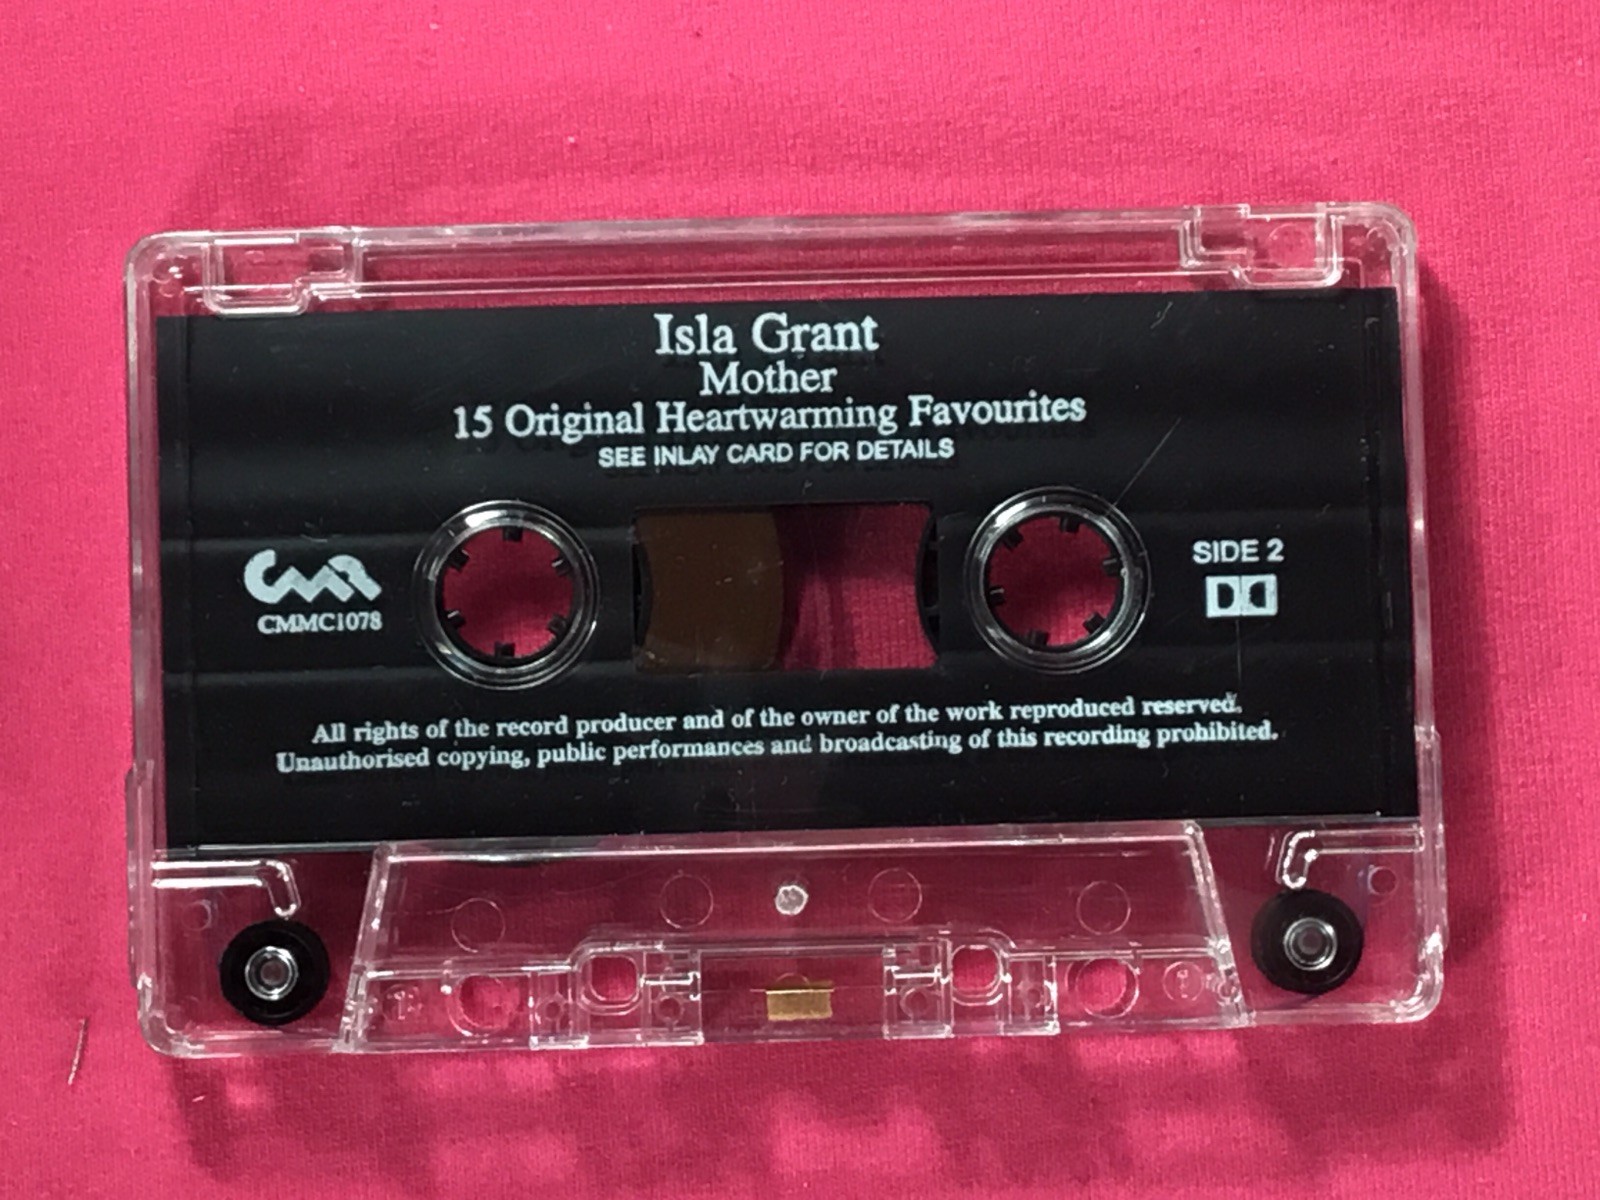 Isla Grant
Mother
15 Original Heartwarming Favourites
SEE INLAY CARD FOR DETAILS
CMR
CMMC1078
SIDE 2
All rights of the record producer and of the owner of the work reproduced reserved.
Unauthorised copying, public performances and broadcasting of this recording prohibited.